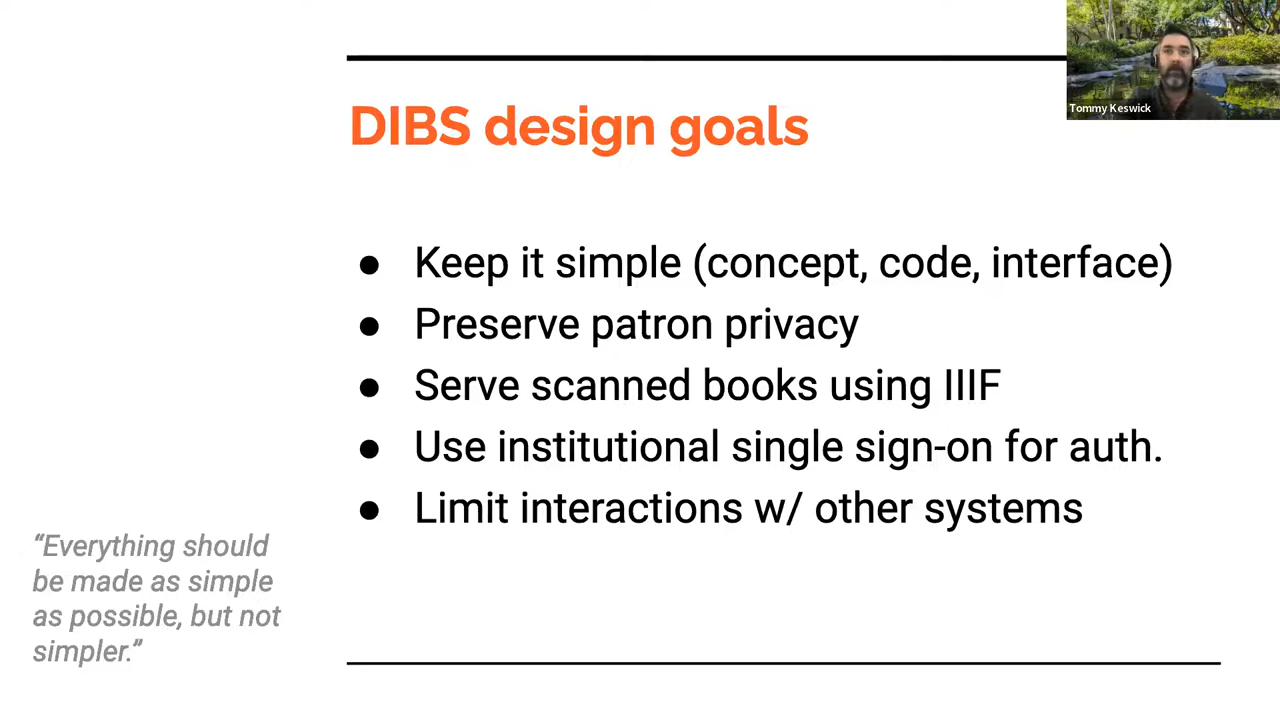 DIBS design goals
● Keep it simple (concept, code, interface)
● Preserve patron privacy
● Serve scanned books using IIIF
● Use institutional single sign-on for auth.
● Limit interactions w/ other systems
“Everything should
be made as simple
as possible, but not
simpler.”
Tommy Keswick